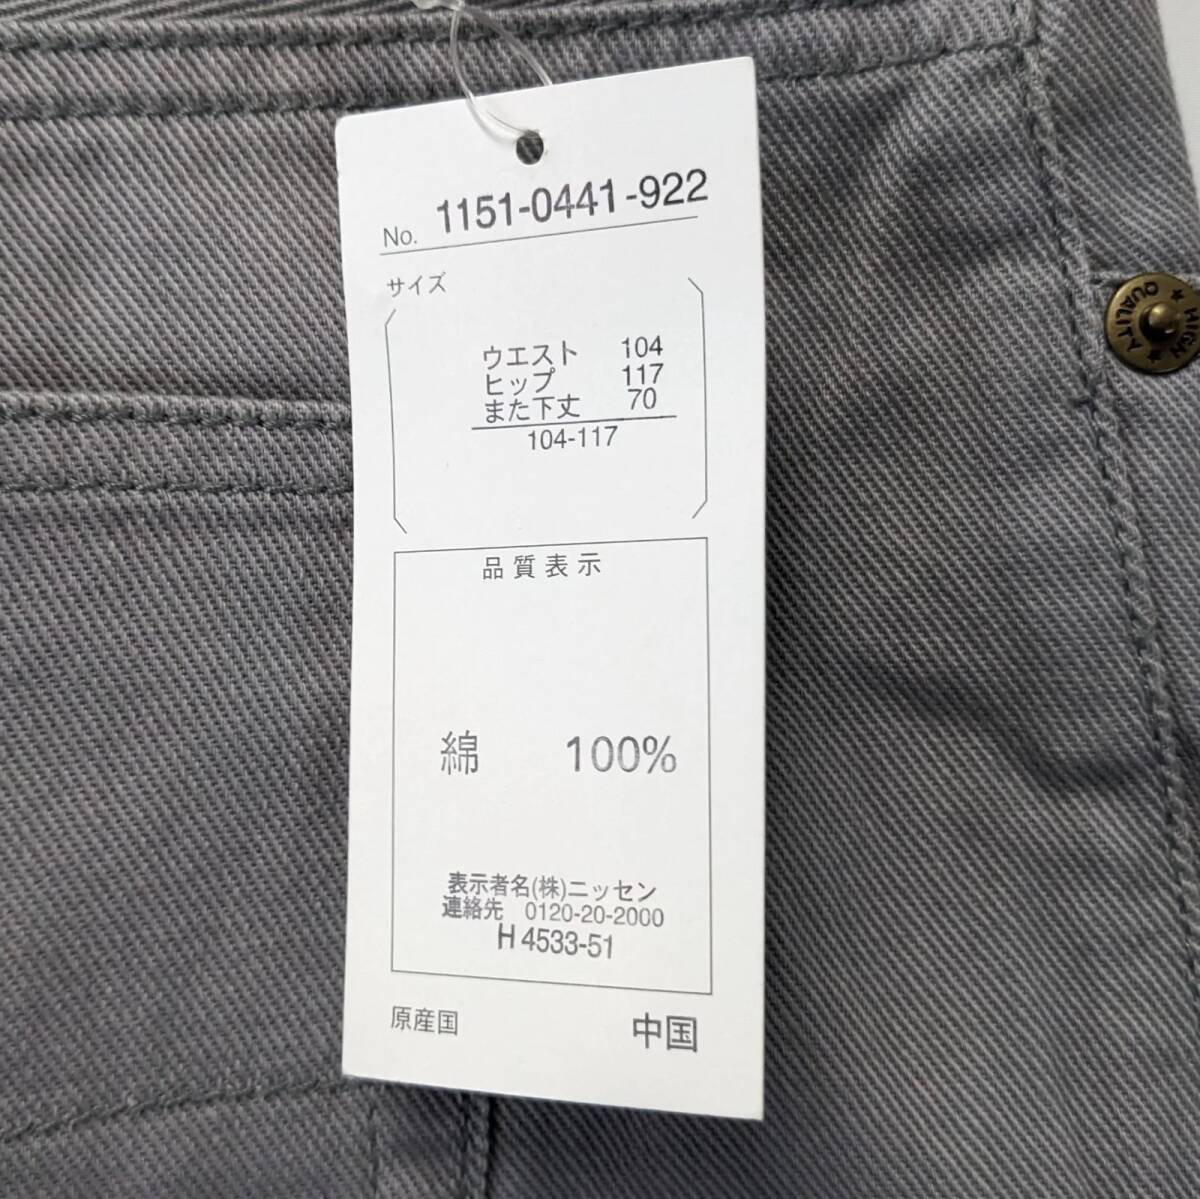 No. 1151-0441-922
サイズ
ウエスト 104
ヒップ 117
また下丈 70
104-117
品質表示
綿 100%
表示者名(株)ニッセン
連絡先 0120-20-2000
H 4533-51
原産国 中国
★ HIGH ★ QUALITY